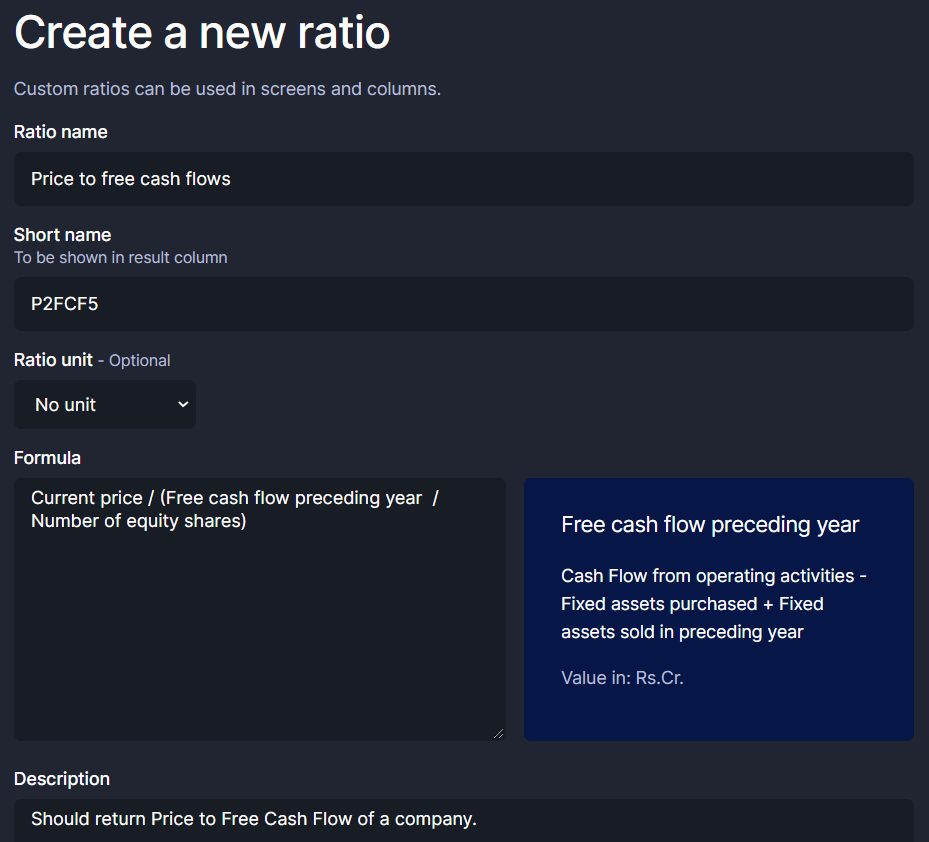 Create a new ratio
Custom ratios can be used in screens and columns.
Ratio name
Price to free cash flows
Short name
To be shown in result column
P2FCF5
Ratio unit - Optional
No unit
Formula
Current price / (Free cash flow preceding year  /
Number of equity shares)
Free cash flow preceding year
Cash Flow from operating activities -
Fixed assets purchased + Fixed
assets sold in preceding year
Value in: Rs.Cr.
Description
Should return Price to Free Cash Flow of a company.